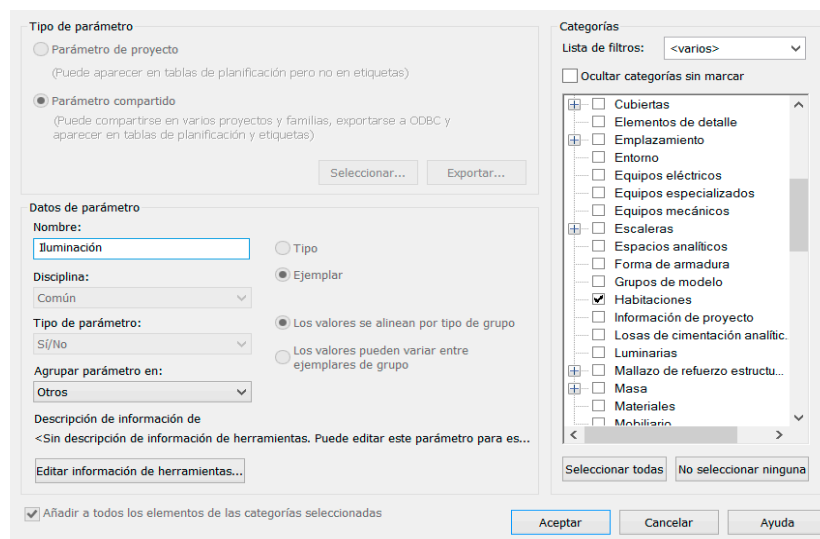 Tipo de parámetro
Parámetro de proyecto
(Puede aparecer en tablas de planificación pero no en etiquetas)
Parámetro compartido
(Puede compartirse en varios proyectos y familias, exportarse a ODBC y
aparecer en tablas de planificación y etiquetas)
Seleccionar...
Exportar...
Datos de parámetro
Nombre:
Iluminación
Tipo
Disciplina:
Ejemplar
Común
Tipo de parámetro:
Los valores se alinean por tipo de grupo
Sí/No
Los valores pueden variar entre
ejemplares de grupo
Agrupar parámetro en:
Otros
Descripción de información de
<Sin descripción de información de herramientas. Puede editar este parámetro para es...
Editar información de herramientas...
Añadir a todos los elementos de las categorías seleccionadas
Categorías
Lista de filtros:
<varios>
Ocultar categorías sin marcar
Cubiertas
Elementos de detalle
Emplazamiento
Entorno
Equipos eléctricos
Equipos especializados
Equipos mecánicos
Escaleras
Espacios analíticos
Forma de armadura
Grupos de modelo
Habitaciones
Información de proyecto
Losas de cimentación analític.
Luminarias
Mallazo de refuerzo estructu...
Masa
Materiales
Mobiliario
Seleccionar todas
No seleccionar ninguna
Aceptar
Cancelar
Ayuda